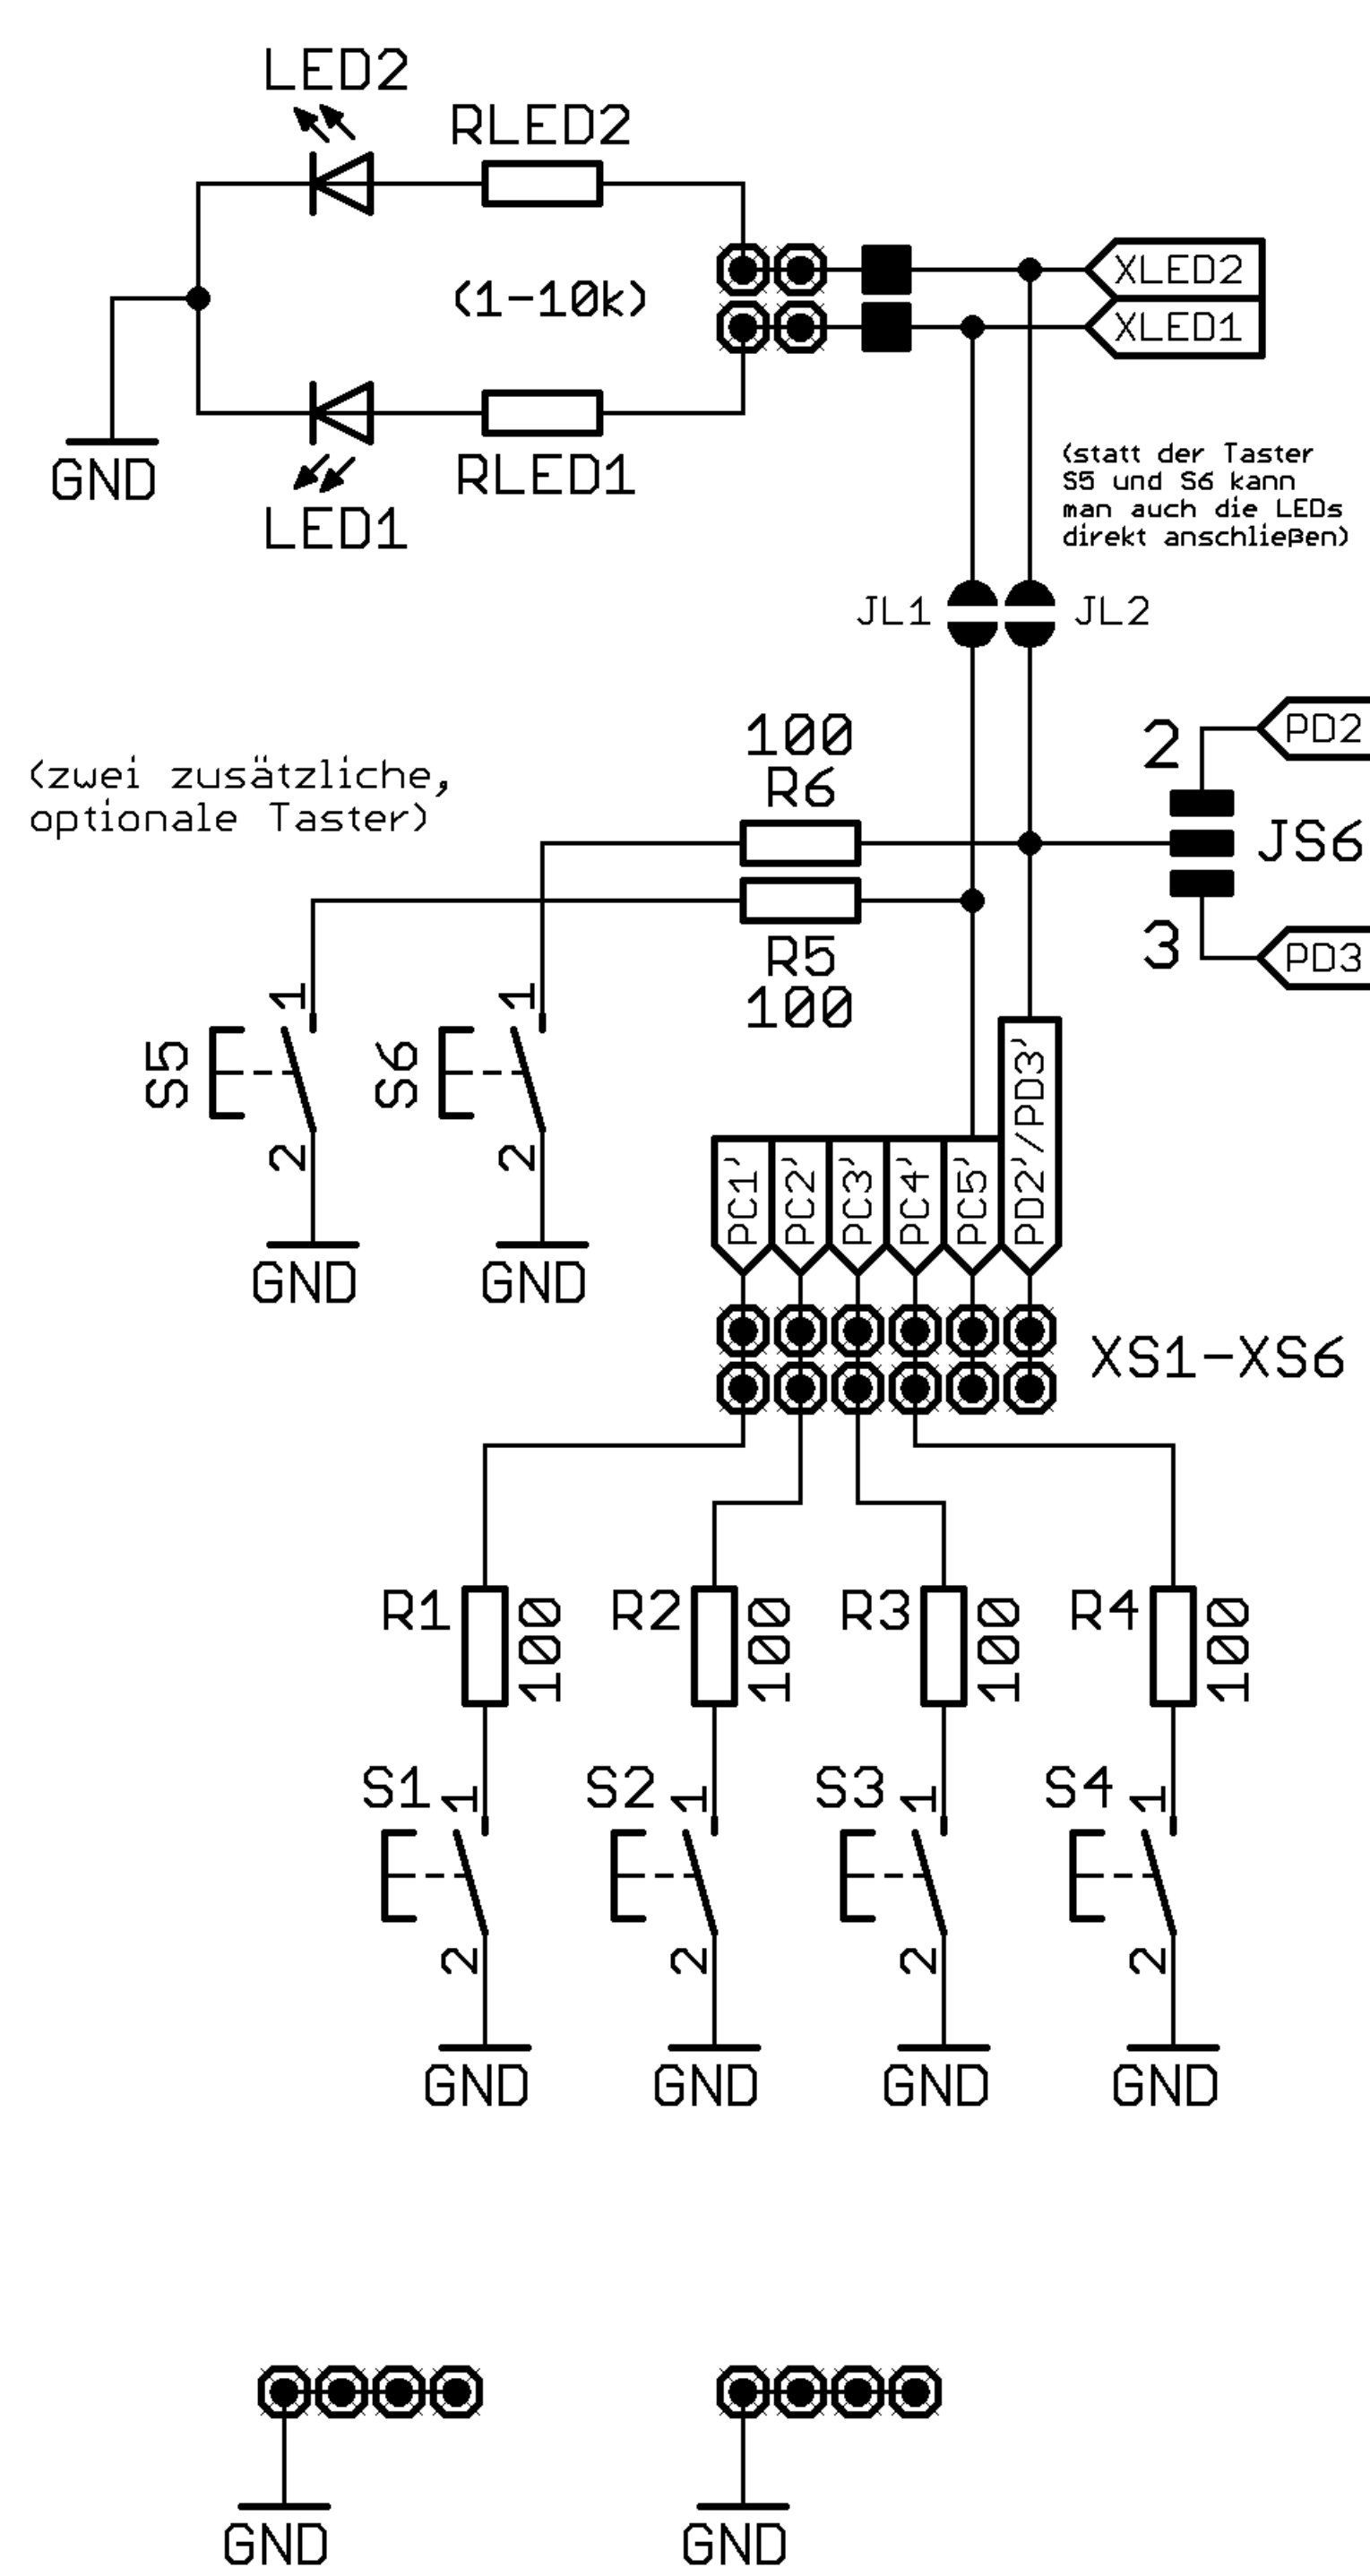 LED2
RLED2
(1-10k)
XLED2
XLED1
GND
RLED1
LED1
(statt der Taster
S5 und S6 kann
man auch die LEDs
direkt anschließen)
JL1
JL2
(zwei zusätzliche,
optionale Taster)
100
R6
2
PD2
JS6
3
PD3
R5
100
1
S5
2
GND
1
S6
2
GND
PC1'
PC2'
PC3'
PC4'
PC5'
PD2'/PD3'
XS1-XS6
R1
100
R2
100
R3
100
R4
100
S1
1
2
GND
S2
1
2
GND
S3
1
2
GND
S4
1
2
GND
GND
GND